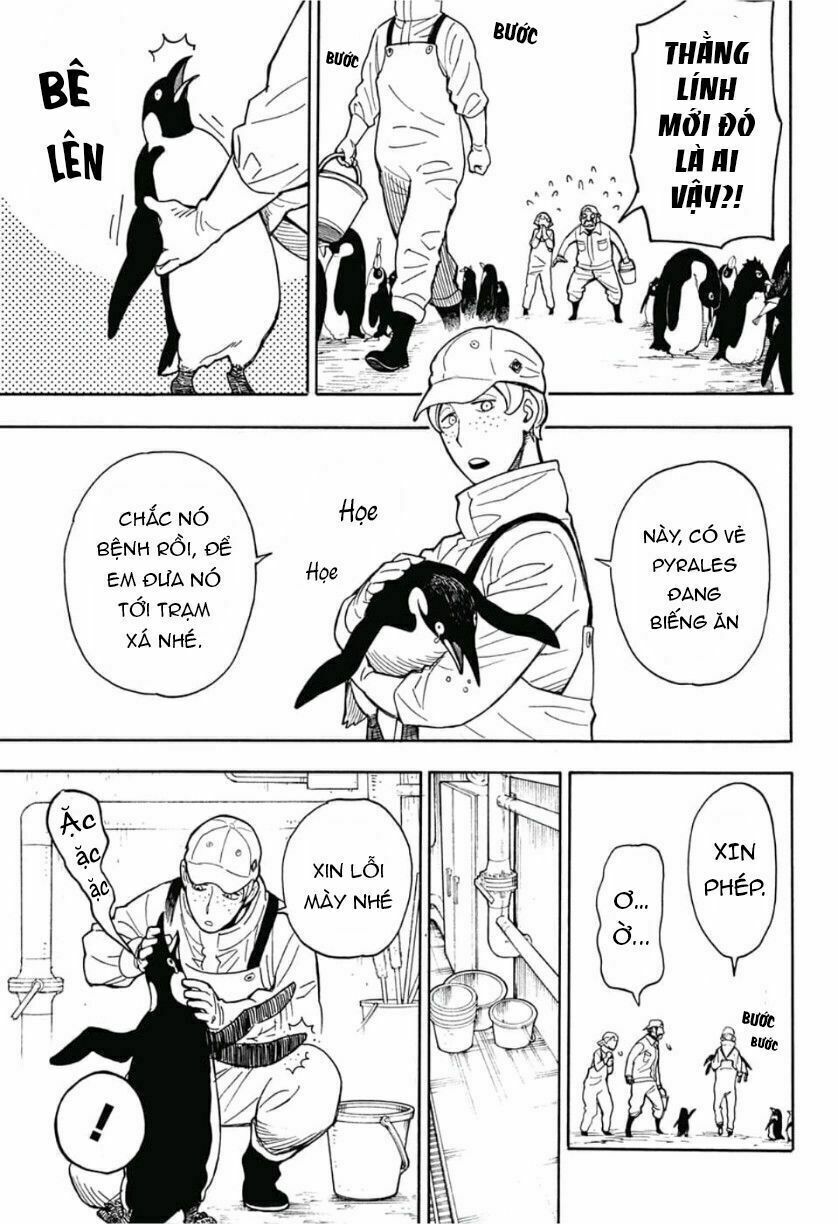 THẰNG
LÍNH
MỚI ĐÓ
LÀ AI
VẬY?!
BƯỚC
BƯỚC
BÊ
LÊN
NÀY, CÓ VẺ
PYRALES
ĐANG
BIẾNG ĂN
HỌE
HỌE
CHẮC NÓ
BỆNH RỒI, ĐỂ
EM ĐƯA NÓ
TỚI TRẠM
XÁ NHÉ.
XIN
PHÉP.
Ơ...
Ờ...
BƯỚC
BƯỚC
XIN LỖI
MÀY NHÉ
ẶC
ẶC
ẶC
!